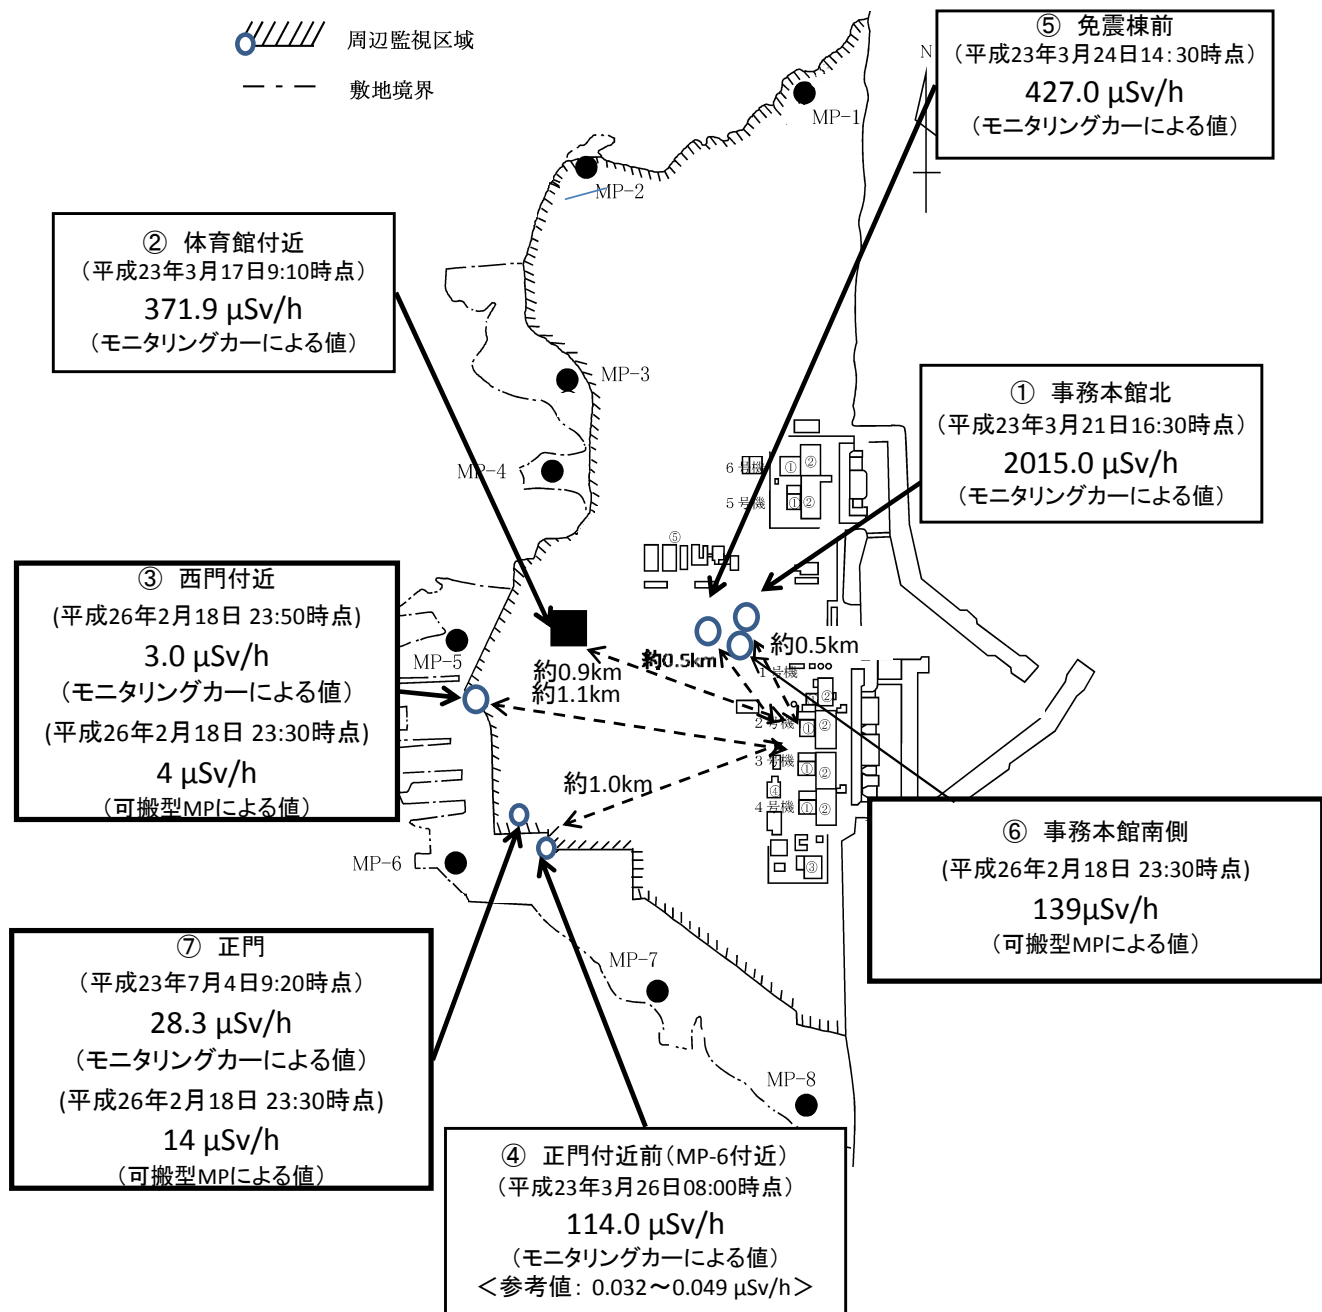 周辺監視区域
敷地境界
⑤ 免震棟前
（平成23年3月24日14:30時点）
427.0 μSv/h
（モニタリングカーによる値）
N
MP-1
MP-2
② 体育館付近
（平成23年3月17日9:10時点）
371.9 μSv/h
（モニタリングカーによる値）
MP-3
① 事務本館北
（平成23年3月21日16:30時点）
2015.0 μSv/h
（モニタリングカーによる値）
MP-4
6号機
① ②
5号機
① ②
⑤
③ 西門付近
(平成26年2月18日 23:50時点)
3.0 μSv/h
（モニタリングカーによる値）
(平成26年2月18日 23:30時点)
4 μSv/h
（可搬型MPによる値）
MP-5
約0.9km
約1.1km
約0.5km
約0.5km
1号機
②
2号機
① ②
3号機
① ②
④
4号機
① ②
③
約1.0km
MP-6
⑥ 事務本館南側
(平成26年2月18日 23:30時点)
139μSv/h
（可搬型MPによる値）
⑦ 正門
（平成23年7月4日9:20時点）
28.3 μSv/h
（モニタリングカーによる値）
(平成26年2月18日 23:30時点)
14 μSv/h
（可搬型MPによる値）
MP-7
MP-8
④ 正門付近前（MP-6付近）
（平成23年3月26日08:00時点）
114.0 μSv/h
（モニタリングカーによる値）
＜参考値: 0.032～0.049 μSv/h＞